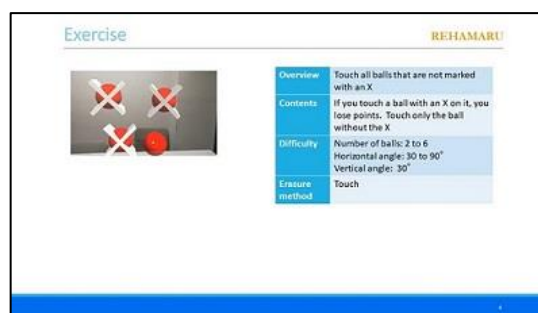 Exercise
REHAMARU
Overview
Touch all balls that are not marked
with an X
Contents
If you touch a ball with an X on it, you
lose points. Touch only the ball
without the X
Difficulty
Number of balls: 2 to 6
Horizontal angle: 30 to 90°
Vertical angle: 30°
Erasure
method
Touch